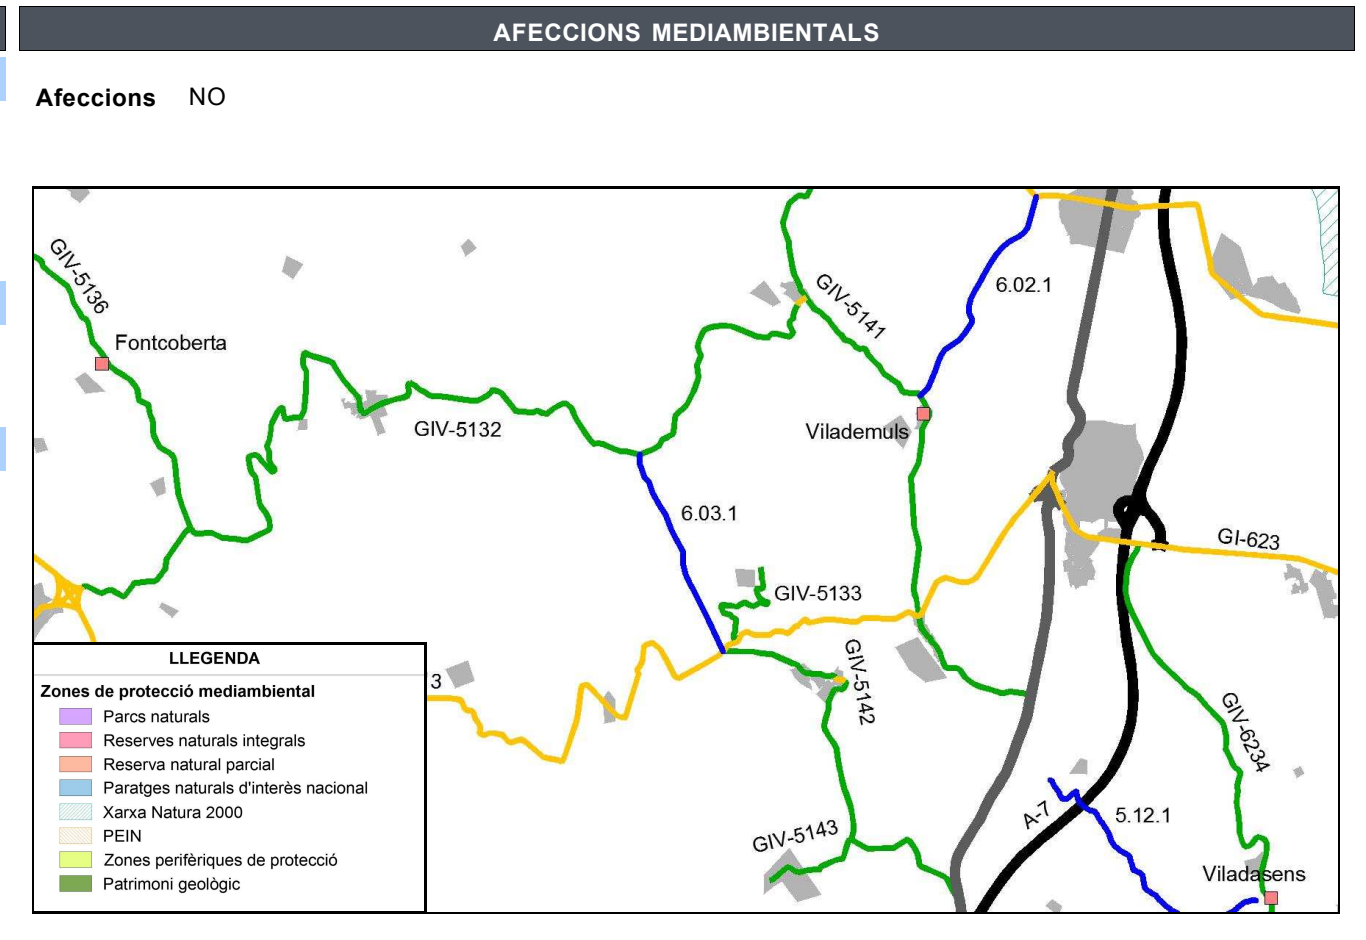 AFECCIONS MEDIAMBIENTALS
Afeccions NO
GIV-5136
Fontcoberta
GIV-5132
GIV-5141
6.02.1
Vilademuls
6.03.1
GIV-5133
GI-623
GIV-5142
3
GIV-6234
A-7
5.12.1
GIV-5143
Viladasens
LLEGENDA
Zones de protecció mediambiental
Parcs naturals
Reserves naturals integrals
Reserva natural parcial
Paratges naturals d'interès nacional
Xarxa Natura 2000
PEIN
Zones perifèriques de protecció
Patrimoni geològic